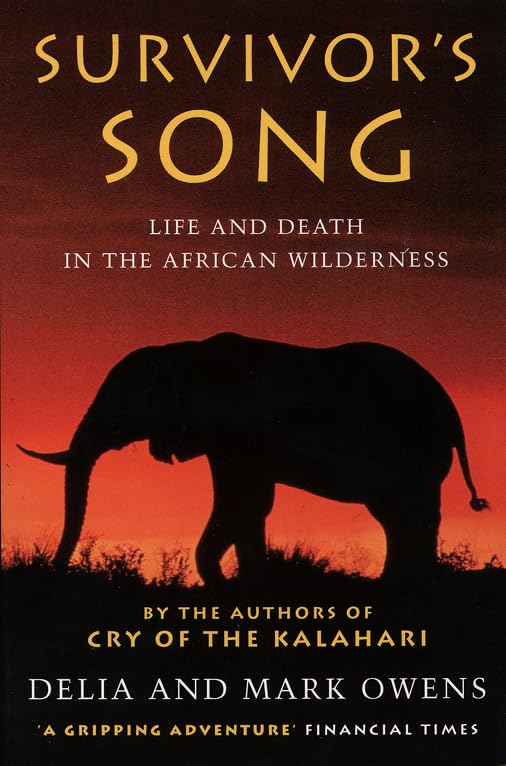 SURVIVOR'S
SONG
LIFE AND DEATH
IN THE AFRICAN WILDERNESS
BY THE AUTHORS OF
CRY OF THE KALAHARI
DELIA AND MARK OWENS
'A GRIPPING ADVENTURE' FINANCIAL TIMES